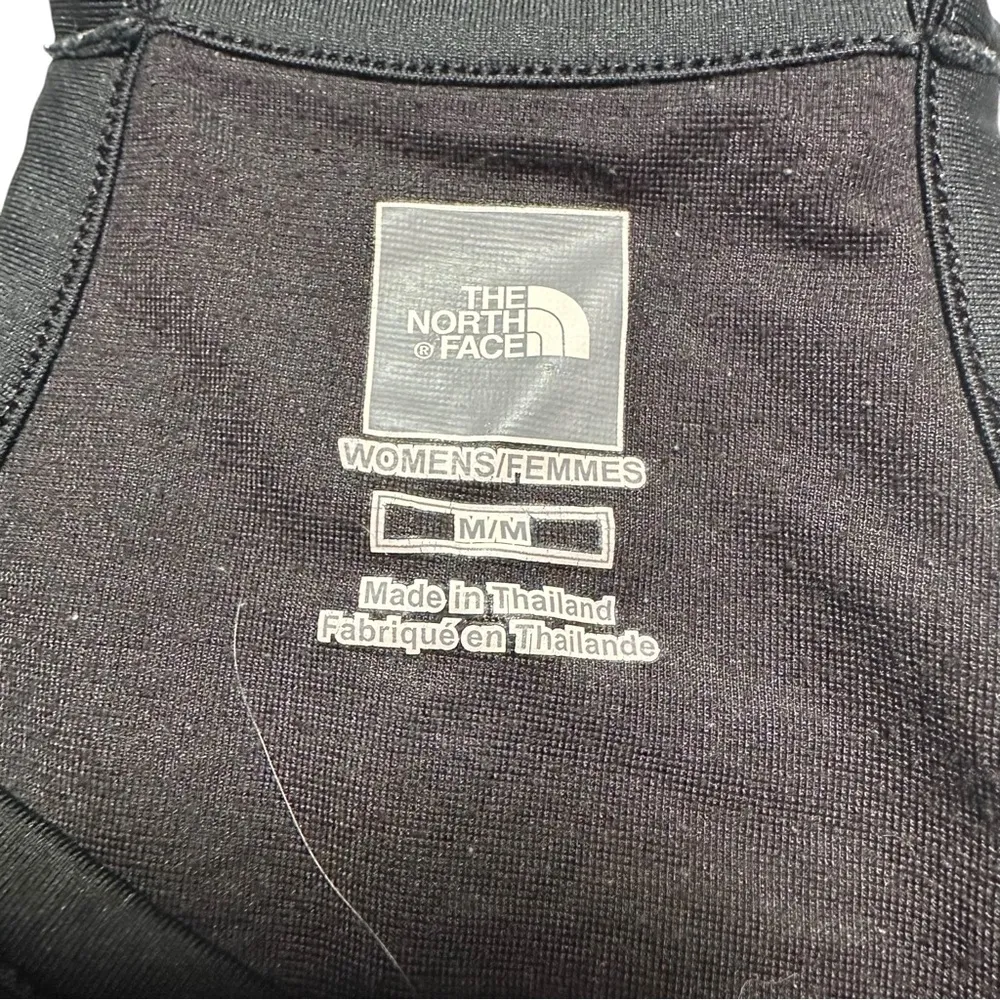 THE
NORTH
® FACE
WOMENS/FEMMES
M/M
Made in Thailand
Fabriqué en Thailande